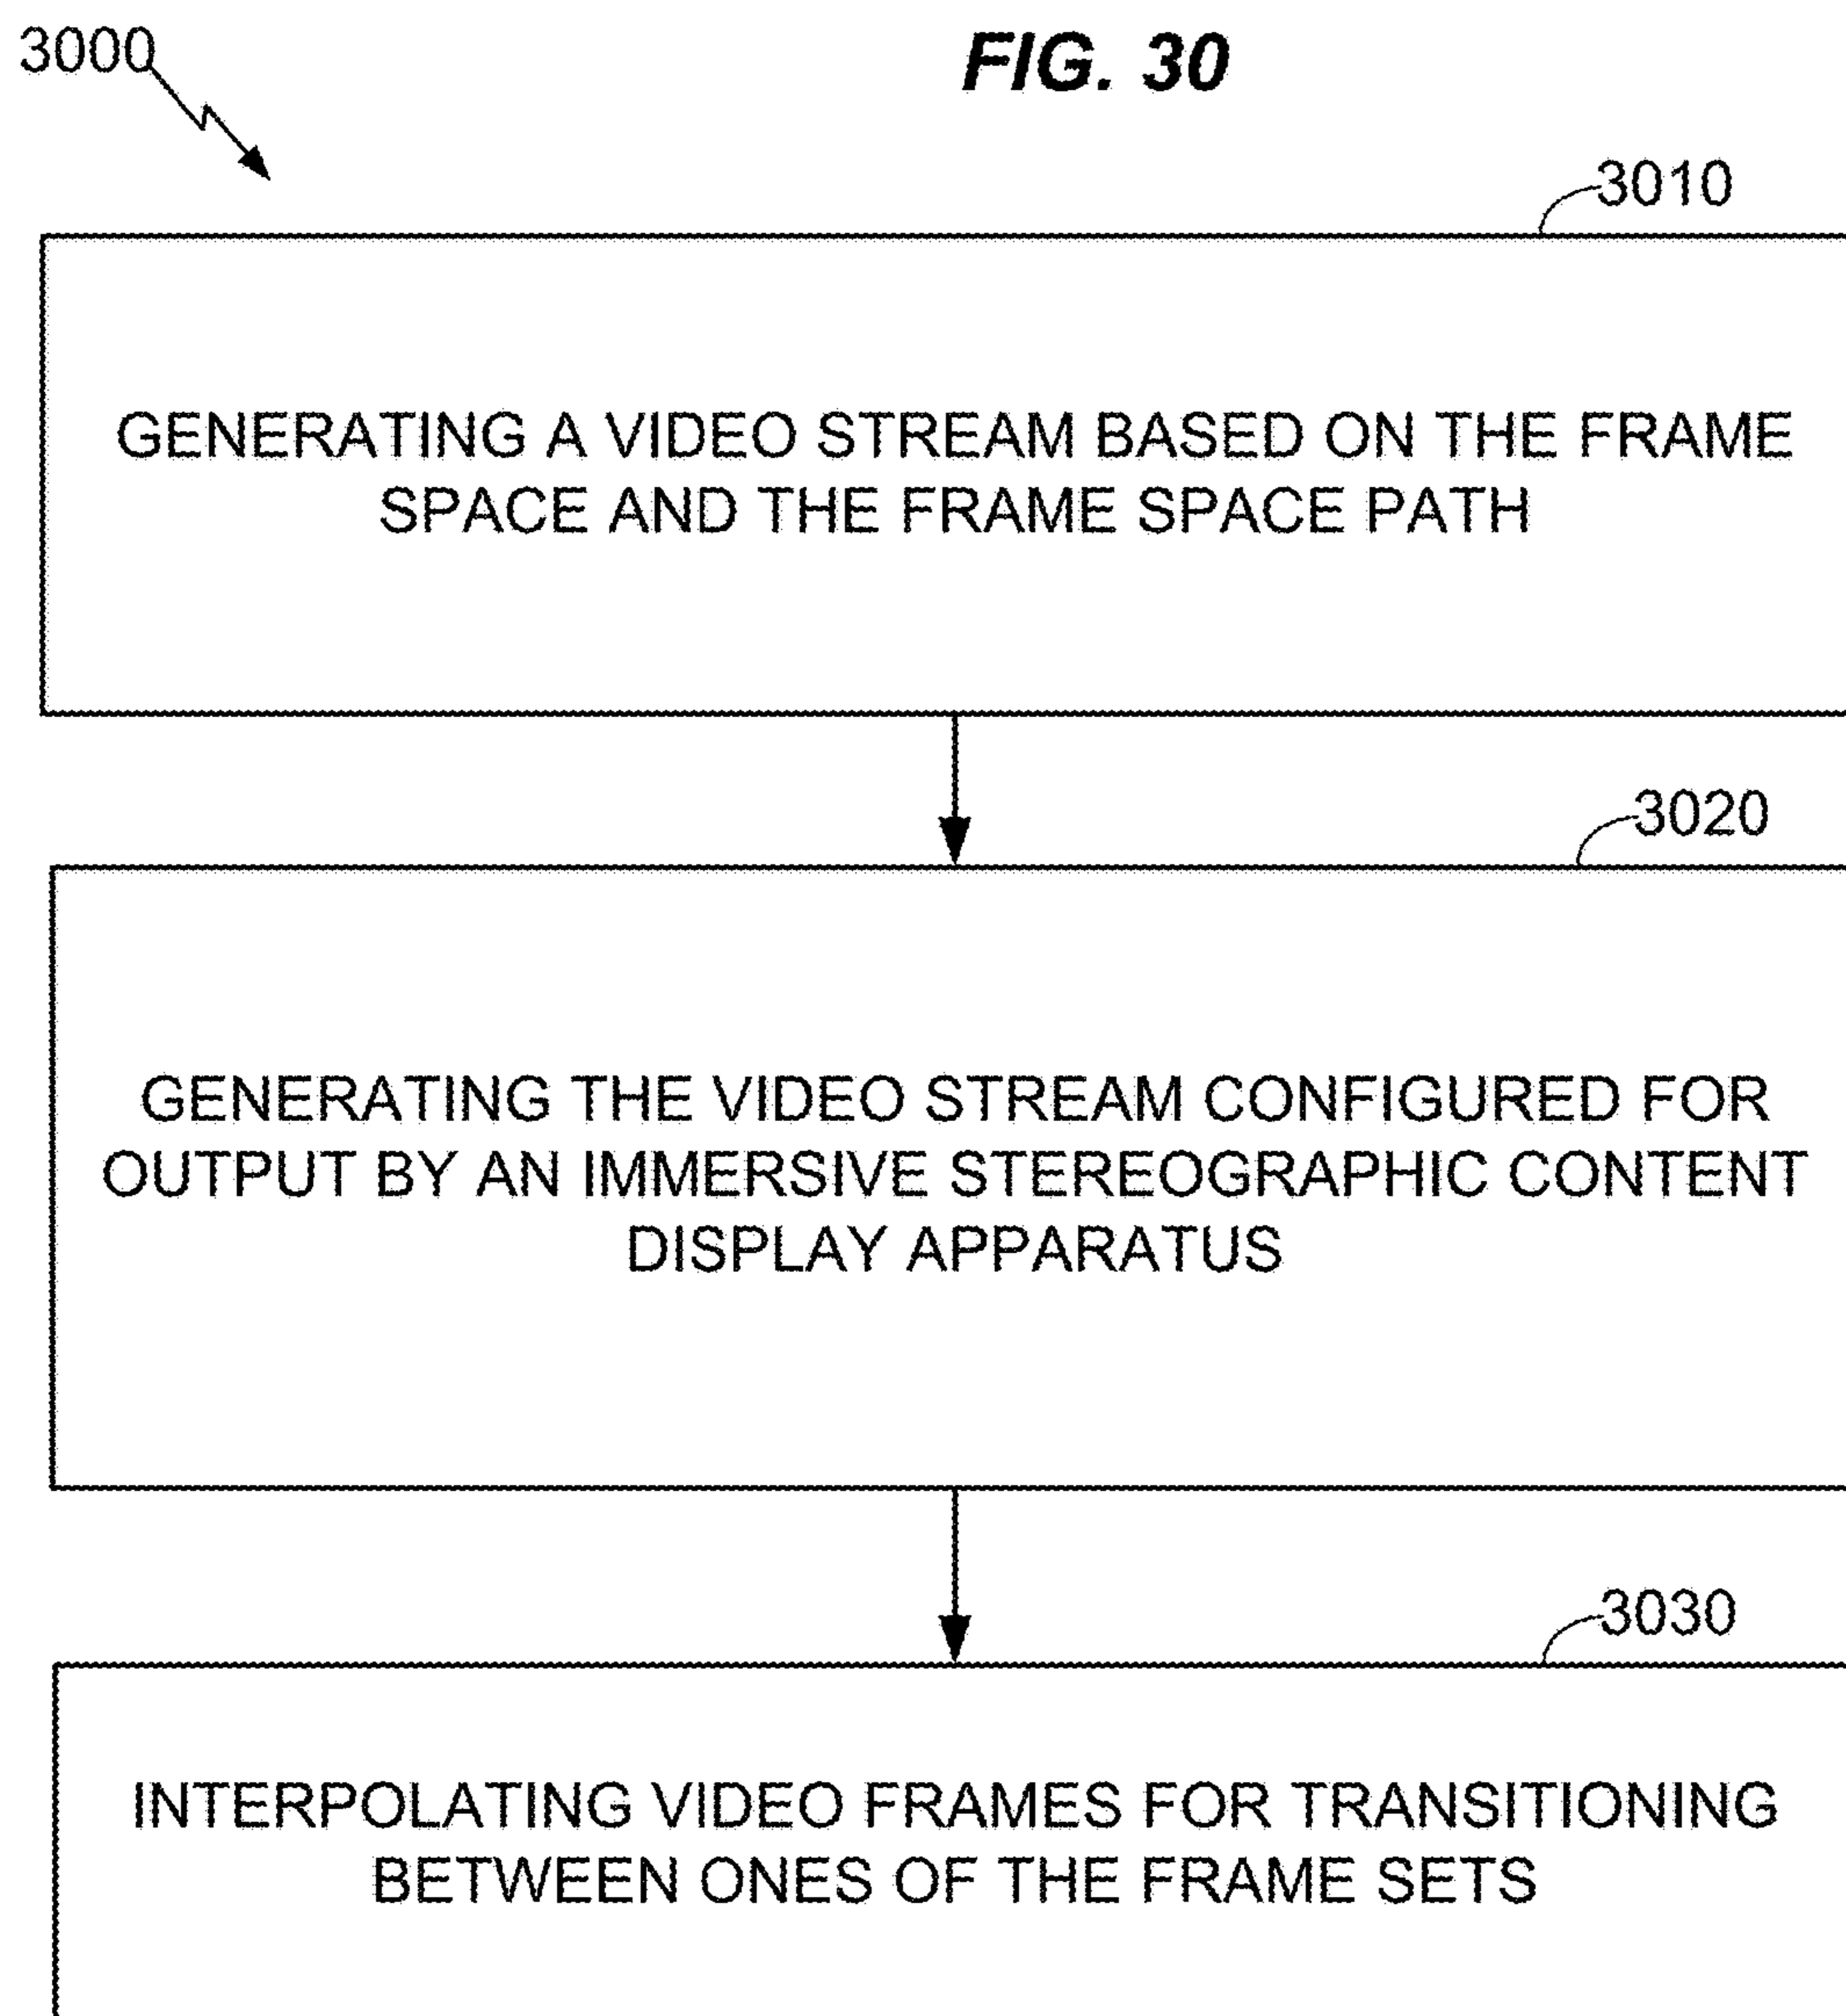 3000
FIG. 30
3010
GENERATING A VIDEO STREAM BASED ON THE FRAME
SPACE AND THE FRAME SPACE PATH
3020
GENERATING THE VIDEO STREAM CONFIGURED FOR
OUTPUT BY AN IMMERSIVE STEREOGRAPHIC CONTENT
DISPLAY APPARATUS
3030
INTERPOLATING VIDEO FRAMES FOR TRANSITIONING
BETWEEN ONES OF THE FRAME SETS